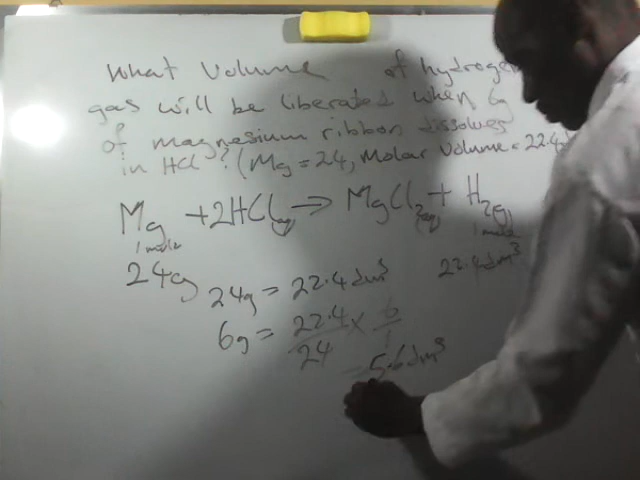 What Volume of hydrogen
gas will be liberated when 6g
of magnesium ribbon dissolves
in HCl? (Mg = 24, Molar Volume = 22.4
Mg + 2HCl(aq) → MgCl2(aq) + H2(g)
1 mole 1 mole
24g 22.4dm³
24g = 22.4dm³
6g = 22.4/24 × 6/1
= 5.6dm³